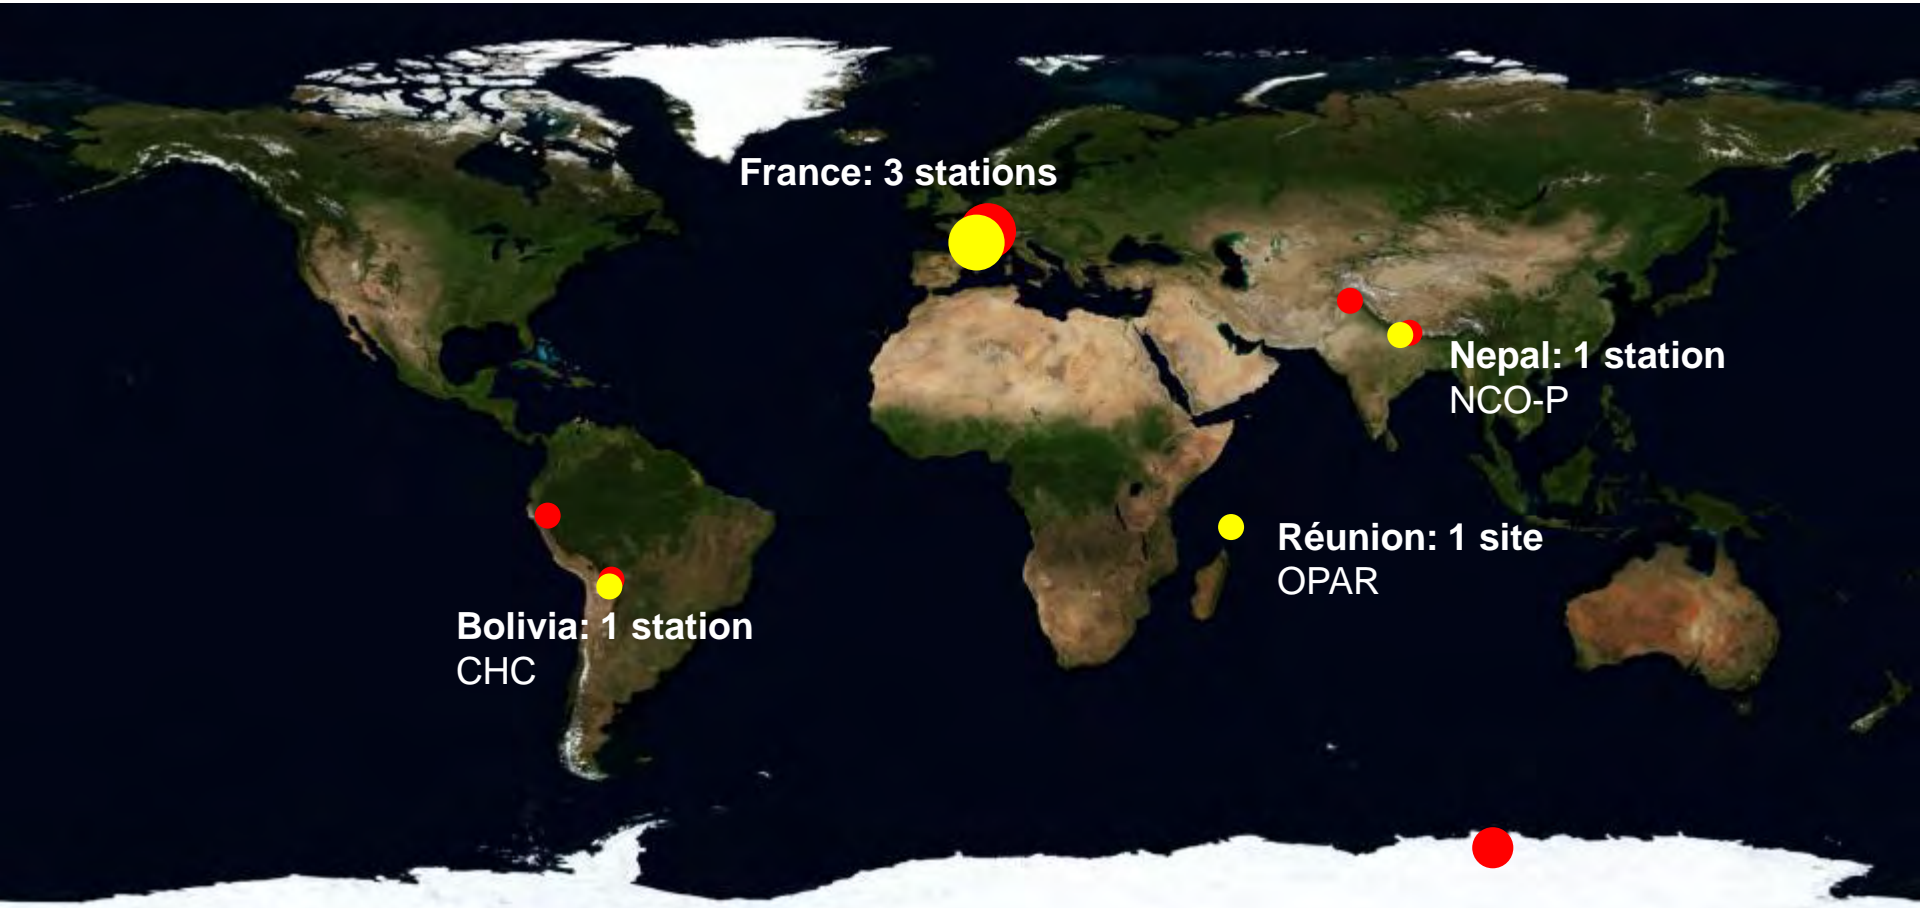 France: 3 stations
Nepal: 1 station
NCO-P
Réunion: 1 site
OPAR
Bolivia: 1 station
CHC